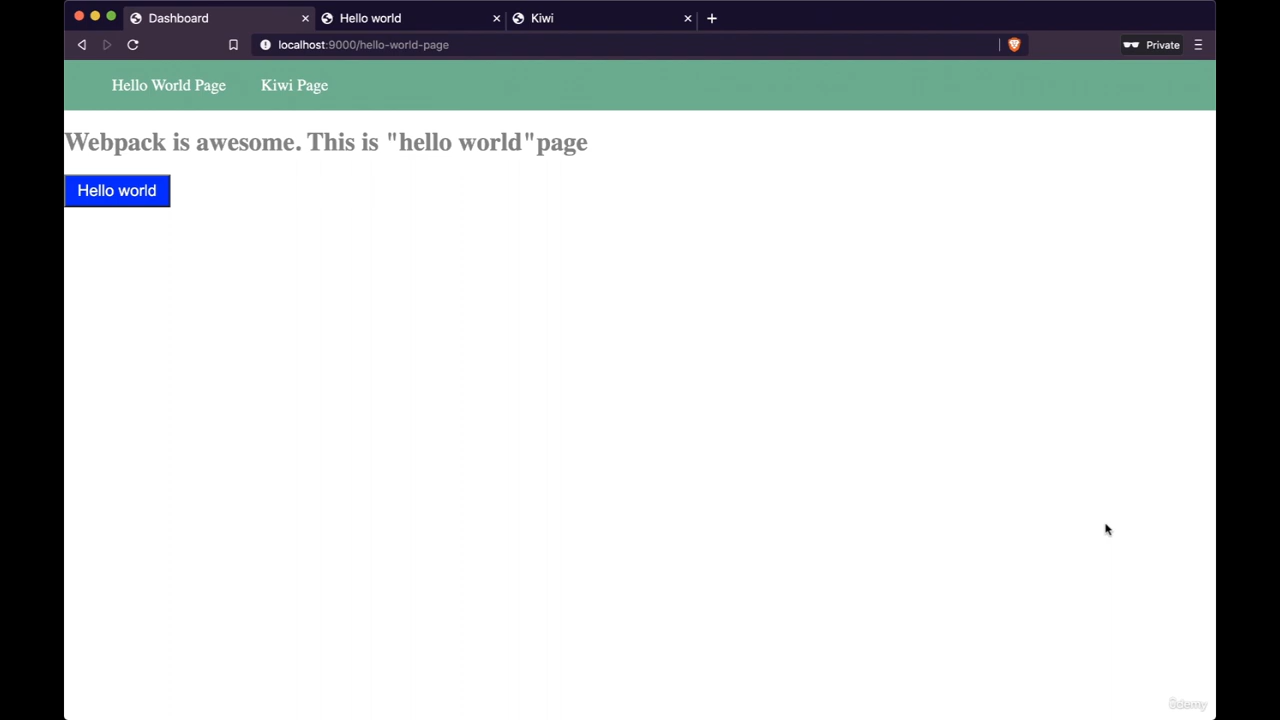 Dashboard Hello world Kiwi
localhost:9000/hello-world-page Private
Hello World Page Kiwi Page
Webpack is awesome. This is "hello world"page
Hello world
ûdemy